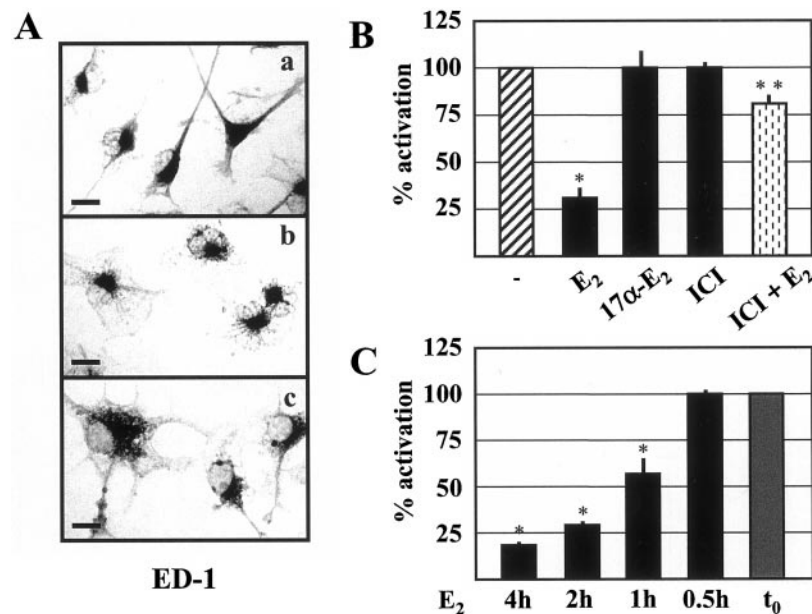 A
a
b
c
ED-1
B
% activation
125
100
75
50
25
*
* *
-
E₂
17α-E₂
ICI
ICI + E₂
C
% activation
125
100
75
50
25
*
*
*
E₂ 4h 2h 1h 0.5h t₀